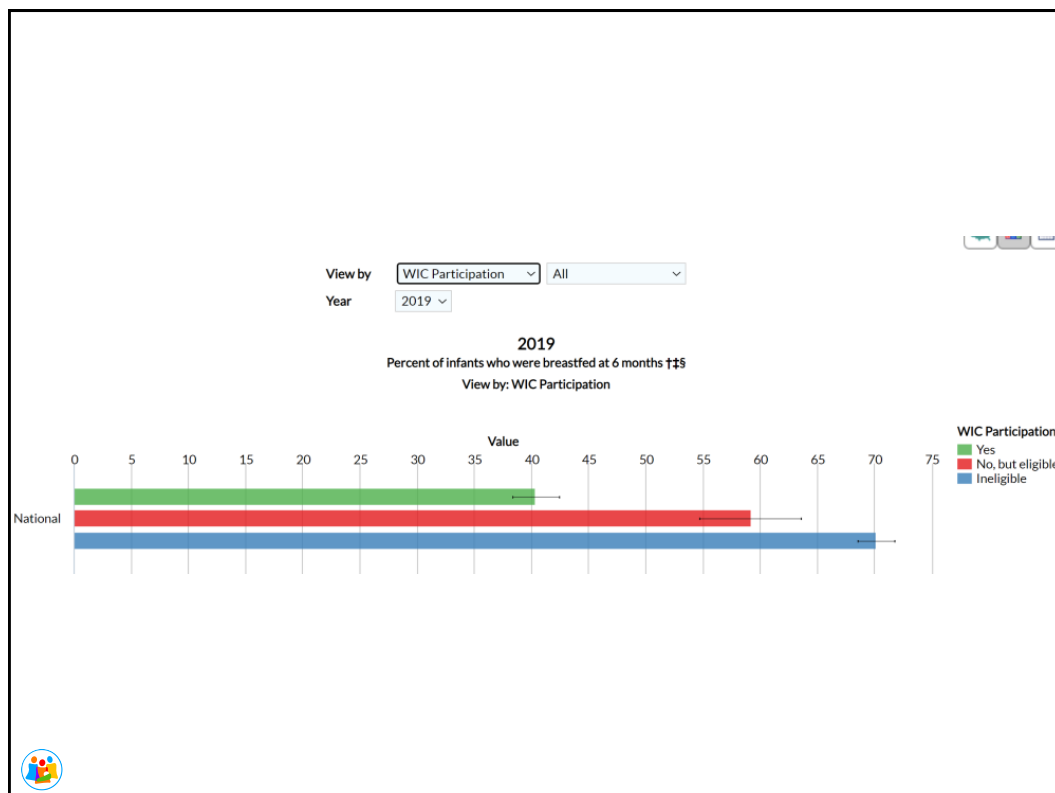 View by WIC Participation All
Year 2019
2019
Percent of infants who were breastfed at 6 months †‡§
View by: WIC Participation
Value
0 5 10 15 20 25 30 35 40 45 50 55 60 65 70 75
National
WIC Participation
Yes
No, but eligible
Ineligible